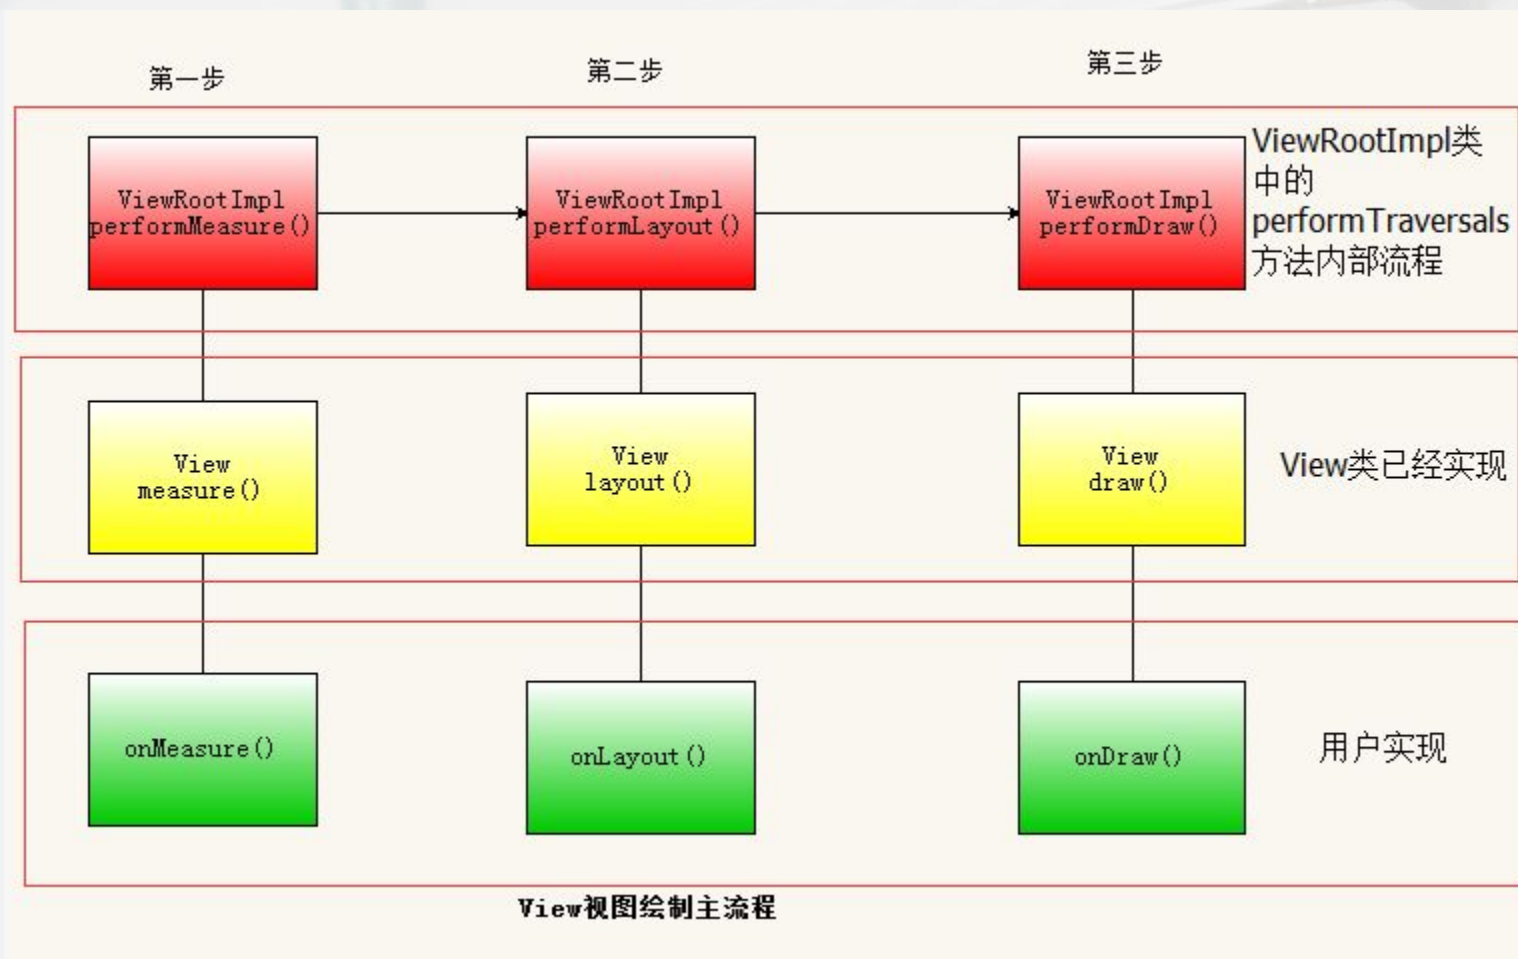 第一步
第二步
第三步
ViewRootImpl
performMeasure()
ViewRootImpl
performLayout()
ViewRootImpl
performDraw()
ViewRootImpl类
中的
performTraversals
方法内部流程
View
measure()
View
layout()
View
draw()
View类已经实现
onMeasure()
onLayout()
onDraw()
用户实现
View视图绘制主流程